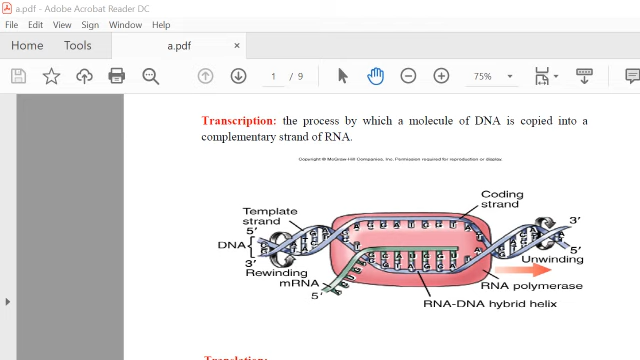 a.pdf - Adobe Acrobat Reader DC
File Edit View Sign Window Help
Home Tools a.pdf ×
1 / 9 75%
Transcription: the process by which a molecule of DNA is copied into a
complementary strand of RNA.
Copyright © McGraw-Hill Companies, Inc. Permission required for reproduction or display.
Coding
strand
Template
strand
5′
3′
DNA
3′
5′
Rewinding
Unwinding
mRNA
5′
RNA polymerase
RNA-DNA hybrid helix
Translation: